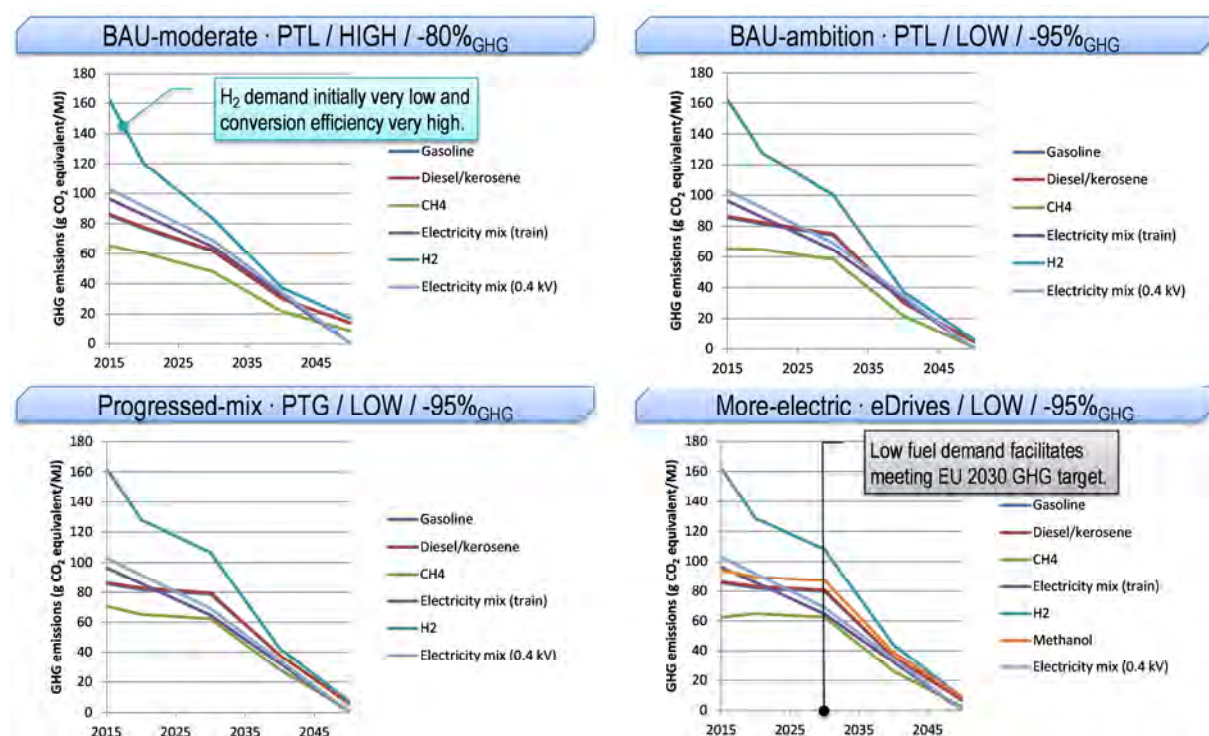 BAU-moderate · PTL / HIGH / -80%GHG
GHG emissions (g CO2 equivalent/MJ)
180
160
140
120
100
80
60
40
20
0
2015
2025
2035
2045
H2 demand initially very low and
conversion efficiency very high.
Gasoline
Diesel/kerosene
CH4
Electricity mix (train)
H2
Electricity mix (0.4 kV)
BAU-ambition · PTL / LOW / -95%GHG
GHG emissions (g CO2 equivalent/MJ)
180
160
140
120
100
80
60
40
20
0
2015
2025
2035
2045
Gasoline
Diesel/kerosene
CH4
Electricity mix (train)
H2
Electricity mix (0.4 kV)
Progressed-mix · PTG / LOW / -95%GHG
GHG emissions (g CO2 equivalent/MJ)
180
160
140
120
100
80
60
40
20
0
2015
2025
2035
2045
Gasoline
Diesel/kerosene
CH4
Electricity mix (train)
H2
Electricity mix (0.4 kV)
More-electric · eDrives / LOW / -95%GHG
GHG emissions (g CO2 equivalent/MJ)
180
160
140
120
100
80
60
40
20
0
2015
2025
2035
2045
Low fuel demand facilitates
meeting EU 2030 GHG target.
Gasoline
Diesel/kerosene
CH4
Electricity mix (train)
H2
Methanol
Electricity mix (0.4 kV)